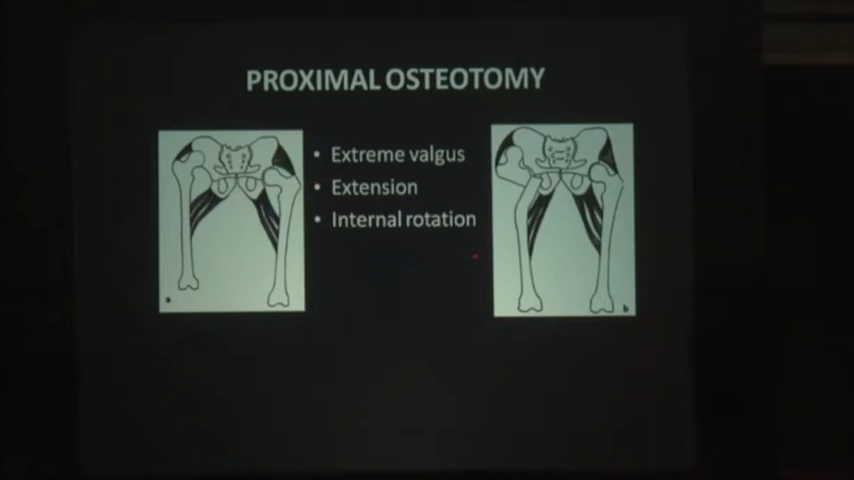 PROXIMAL OSTEOTOMY
• Extreme valgus
• Extension
• Internal rotation
a
b